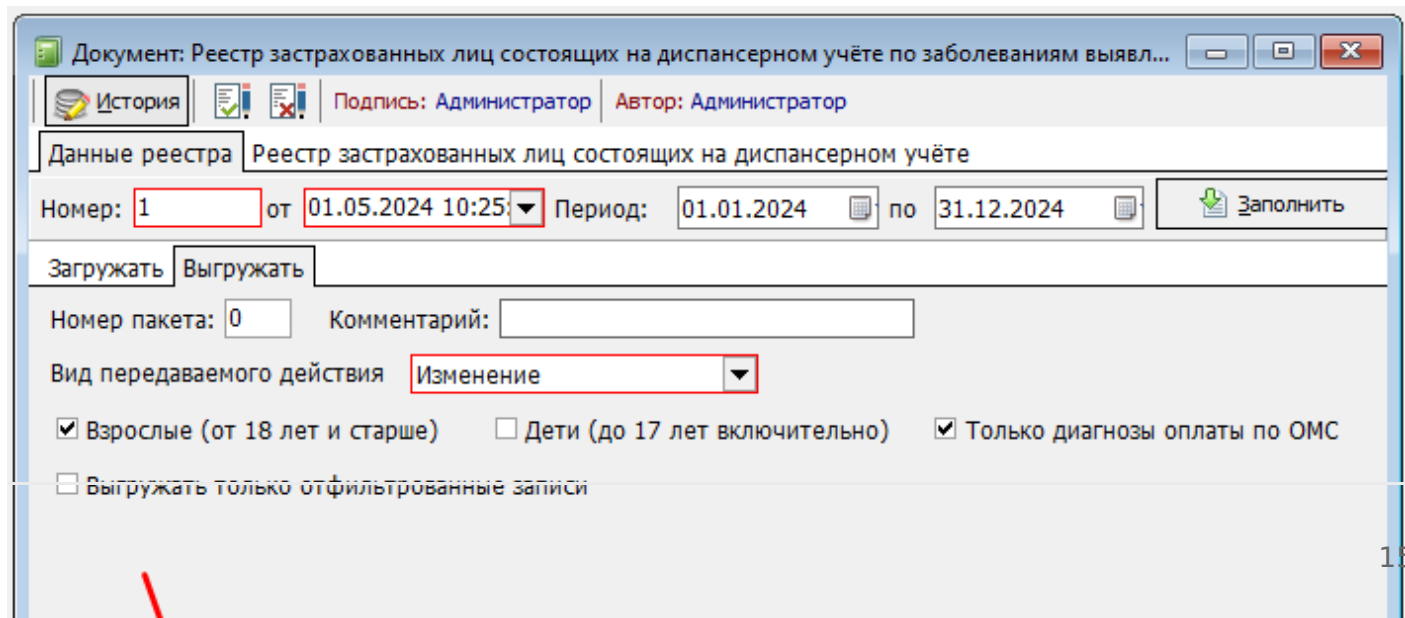 Документ: Реестр застрахованных лиц состоящих на диспансерном учёте по заболеваниям выявл...
История Подпись: Администратор Автор: Администратор
Данные реестра Реестр застрахованных лиц состоящих на диспансерном учёте
Номер: 1 от 01.05.2024 10:25: Период: 01.01.2024 по 31.12.2024 Заполнить
Загружать Выгружать
Номер пакета: 0 Комментарий:
Вид передаваемого действия Изменение
Взрослые (от 18 лет и старше) Дети (до 17 лет включительно) Только диагнозы оплаты по ОМС
Выгружать только отфильтрованные записи